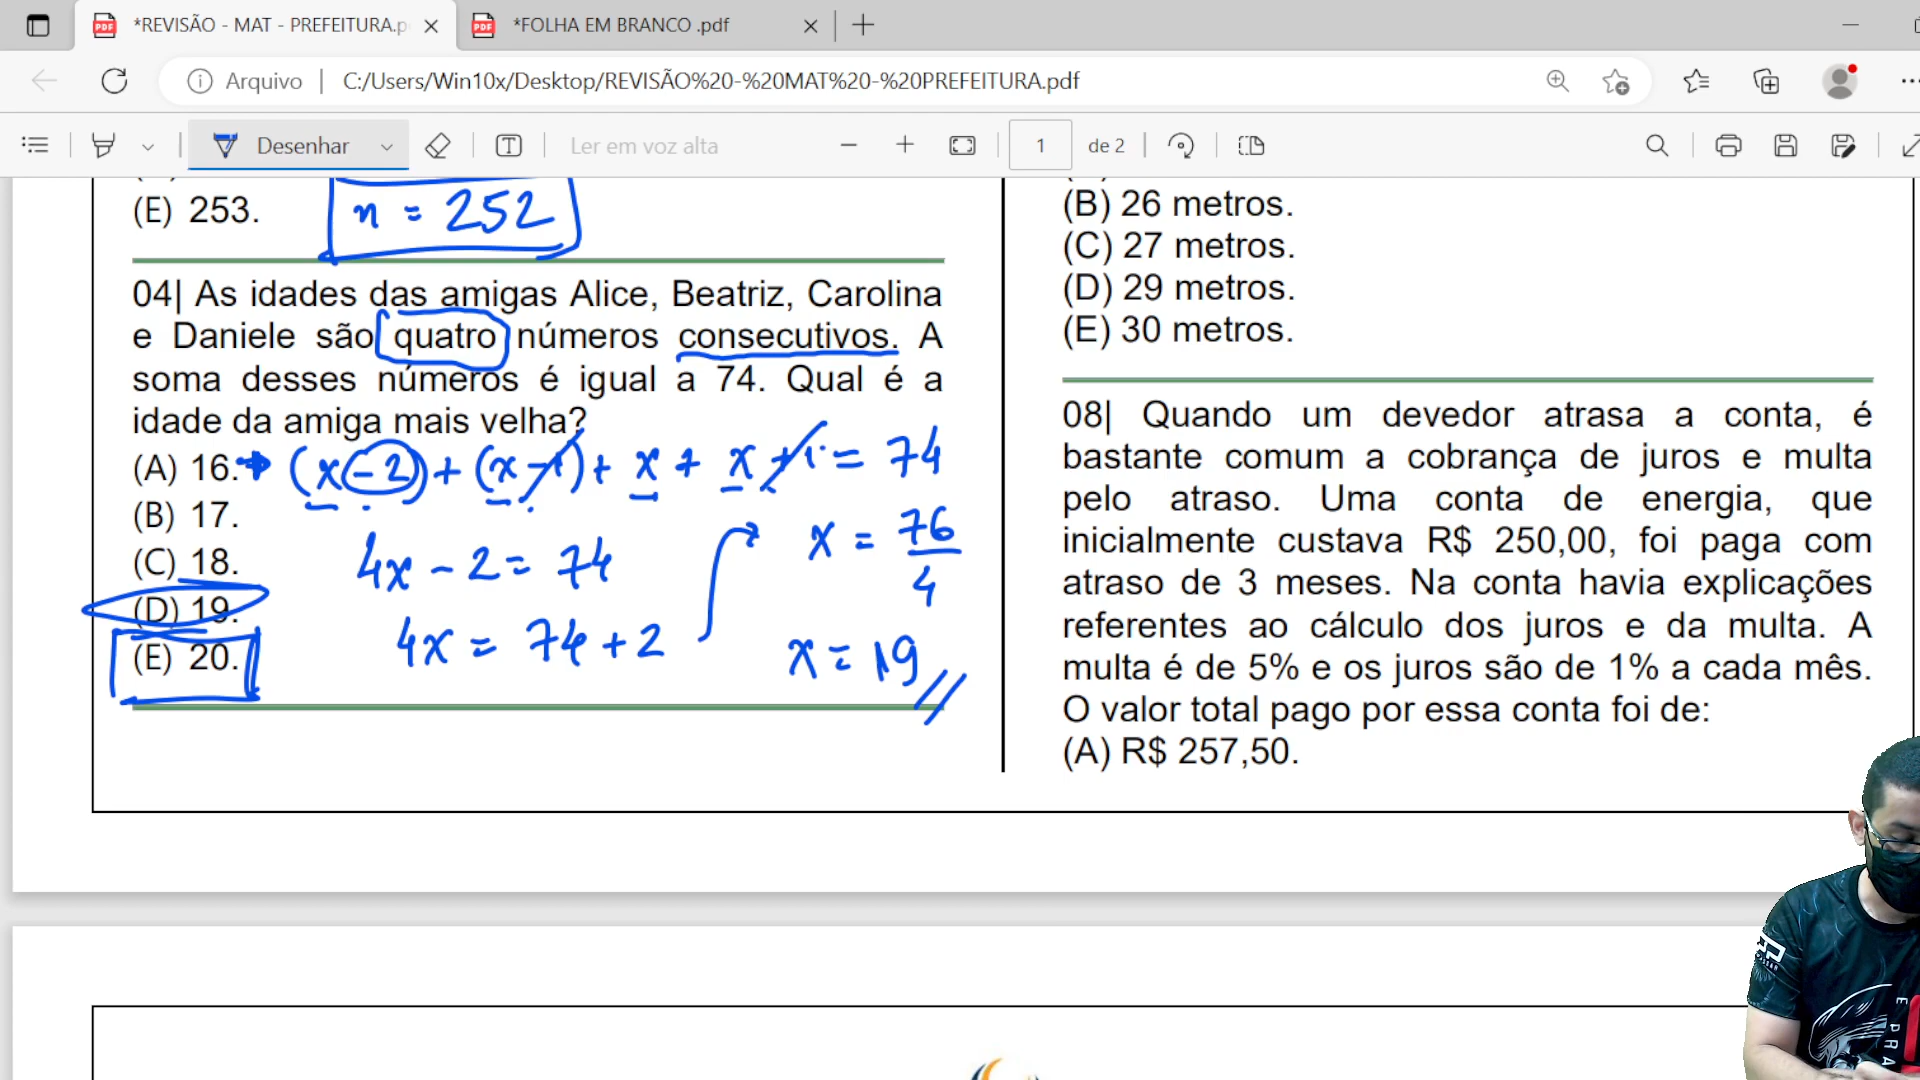 *REVISÃO - MAT - PREFEITURA.p
*FOLHA EM BRANCO .pdf
Arquivo
C:/Users/Win10x/Desktop/REVISÃO%20-%20MAT%20-%20PREFEITURA.pdf
Desenhar
Ler em voz alta
1
de 2
(E) 253.
n = 252
04| As idades das amigas Alice, Beatriz, Carolina
e Daniele são quatro números consecutivos. A
soma desses números é igual a 74. Qual é a
idade da amiga mais velha?
(A) 16.
(x - 2) + (x - 1) + x + x + 1 = 74
(B) 17.
(C) 18.
4x - 2 = 74
x = 76/4
(D) 19.
4x = 74 + 2
(E) 20.
x = 19
(B) 26 metros.
(C) 27 metros.
(D) 29 metros.
(E) 30 metros.
08| Quando um devedor atrasa a conta, é
bastante comum a cobrança de juros e multa
pelo atraso. Uma conta de energia, que
inicialmente custava R$ 250,00, foi paga com
atraso de 3 meses. Na conta havia explicações
referentes ao cálculo dos juros e da multa. A
multa é de 5% e os juros são de 1% a cada mês.
O valor total pago por essa conta foi de:
(A) R$ 257,50.